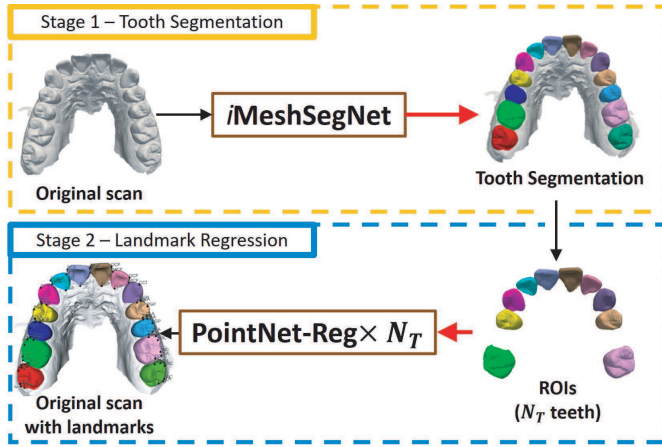 Stage 1 – Tooth Segmentation
iMeshSegNet
Original scan
Tooth Segmentation
Stage 2 – Landmark Regression
PointNet-Reg× N_T
Original scan
with landmarks
ROIs
(N_T teeth)